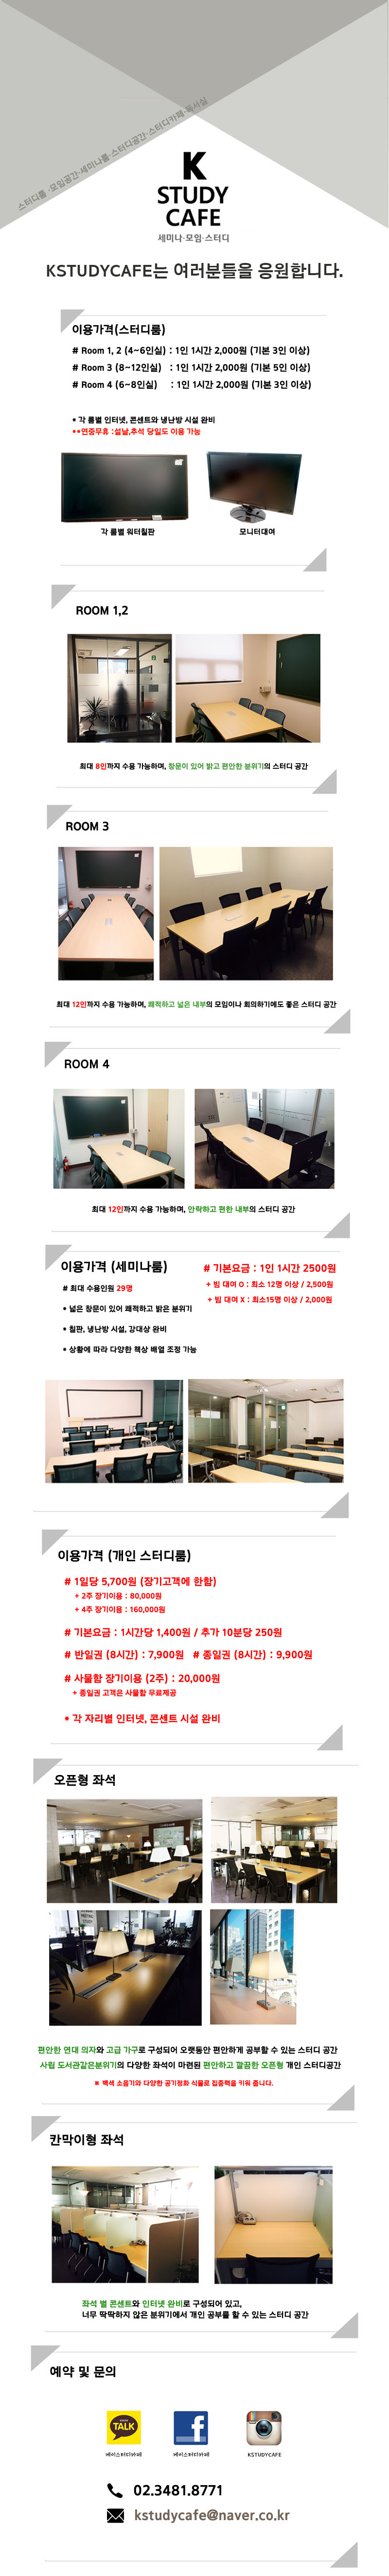 스터디룸 ·모임공간·세미나룸·스터디공간·스터디카페·독서실
K
STUDY
CAFE
세미나·모임·스터디
KSTUDYCAFE는 여러분들을 응원합니다.
이용가격(스터디룸)
# Room 1, 2 (4~6인실) : 1인 1시간 2,000원 (기본 3인 이상)
# Room 3 (8~12인실) : 1인 1시간 2,000원 (기본 5인 이상)
# Room 4 (6~8인실) : 1인 1시간 2,000원 (기본 3인 이상)
* 각 룸별 인터넷, 콘센트와 냉난방 시설 완비
**연중무휴 :설날,추석 당일도 이용 가능
각 룸별 워터칠판
모니터대여
ROOM 1,2
최대 8인까지 수용 가능하며, 창문이 있어 밝고 편안한 분위기의 스터디 공간
ROOM 3
최대 12인까지 수용 가능하며, 쾌적하고 넓은 내부의 모임이나 회의하기에도 좋은 스터디 공간
ROOM 4
최대 12인까지 수용 가능하며, 안락하고 편한 내부의 스터디 공간
이용가격 (세미나룸)
# 기본요금 : 1인 1시간 2500원
+ 빔 대여 O : 최소 12명 이상 / 2,500원
+ 빔 대여 X : 최소15명 이상 / 2,000원
# 최대 수용인원 29명
* 넓은 창문이 있어 쾌적하고 밝은 분위기
* 칠판, 냉난방 시설, 강대상 완비
* 상황에 따라 다양한 책상 배열 조정 가능
이용가격 (개인 스터디룸)
# 1일당 5,700원 (장기고객에 한함)
+ 2주 장기이용 : 80,000원
+ 4주 장기이용 : 160,000원
# 기본요금 : 1시간당 1,400원 / 추가 10분당 250원
# 반일권 (8시간) : 7,900원 # 종일권 (8시간) : 9,900원
# 사물함 장기이용 (2주) : 20,000원
+ 종일권 고객은 사물함 무료제공
* 각 자리별 인터넷, 콘센트 시설 완비
오픈형 좌석
편안한 연대 의자와 고급 가구로 구성되어 오랫동안 편안하게 공부할 수 있는 스터디 공간
사립 도서관같은분위기의 다양한 좌석이 마련된 편안하고 깔끔한 오픈형 개인 스터디공간
※ 백색 소음기와 다양한 공기정화 식물로 집중력을 키워 줍니다.
칸막이형 좌석
좌석 별 콘센트와 인터넷 완비로 구성되어 있고,
너무 딱딱하지 않은 분위기에서 개인 공부를 할 수 있는 스터디 공간
예약 및 문의
TALK
케이스터디카페
케이스터디카페
KSTUDYCAFE
02.3481.8771
kstudycafe@naver.co.kr